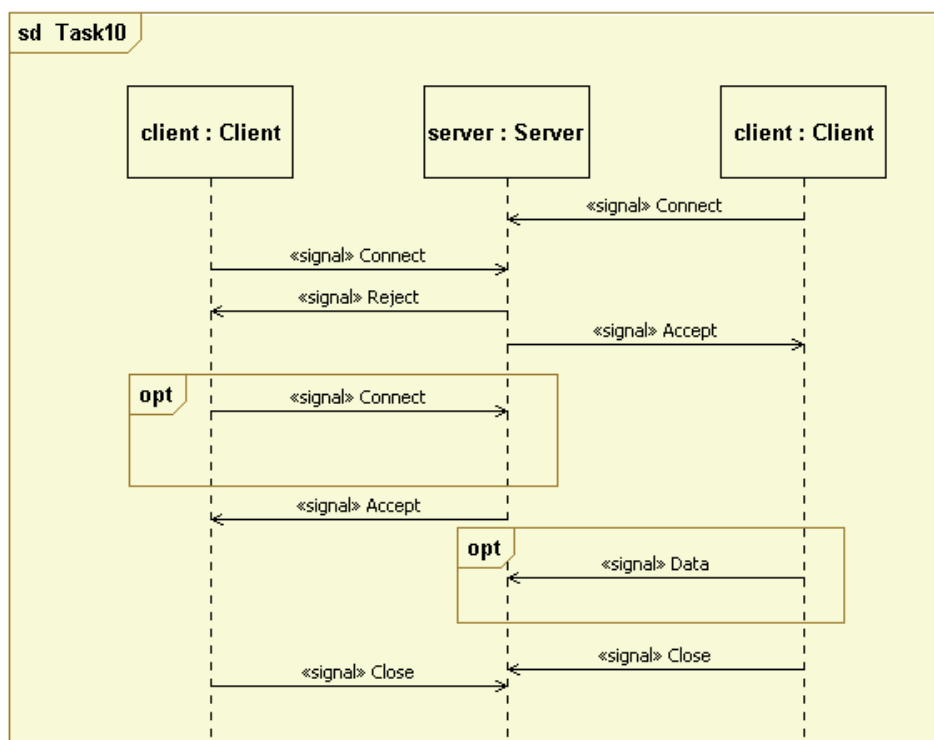 sd Task10
client : Client
server : Server
client : Client
«signal» Connect
«signal» Connect
«signal» Reject
«signal» Accept
opt
«signal» Connect
«signal» Accept
opt
«signal» Data
«signal» Close
«signal» Close